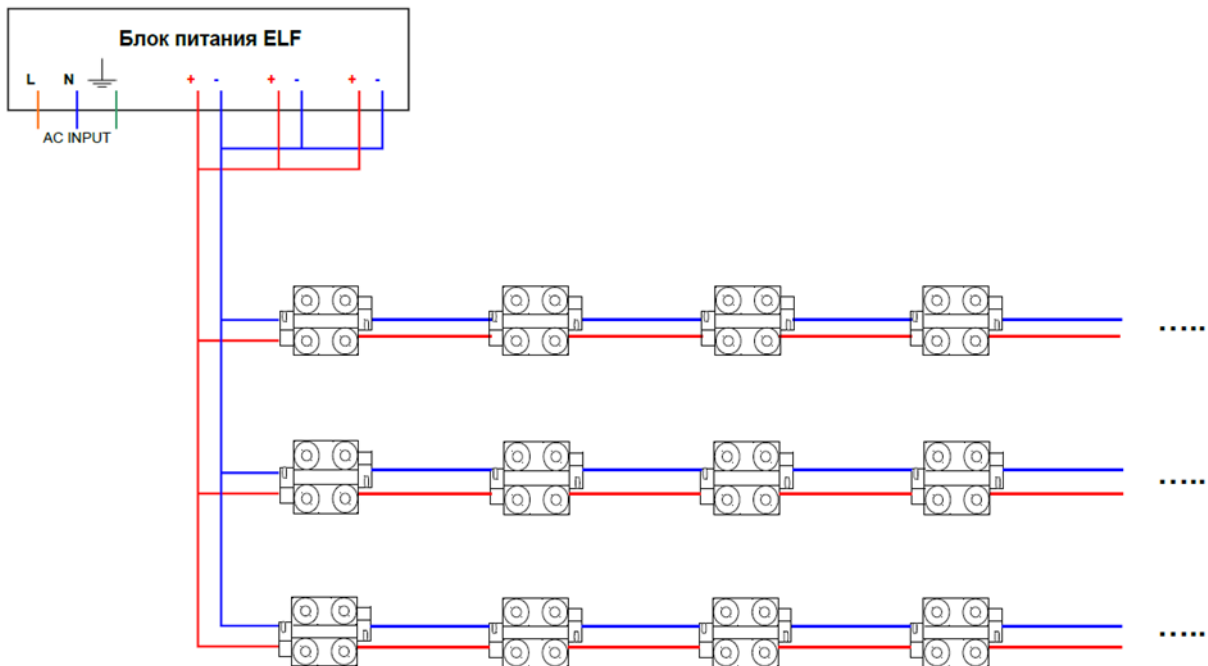 Блок питания ELF
L N + - + - + -
AC INPUT
.....
.....
.....